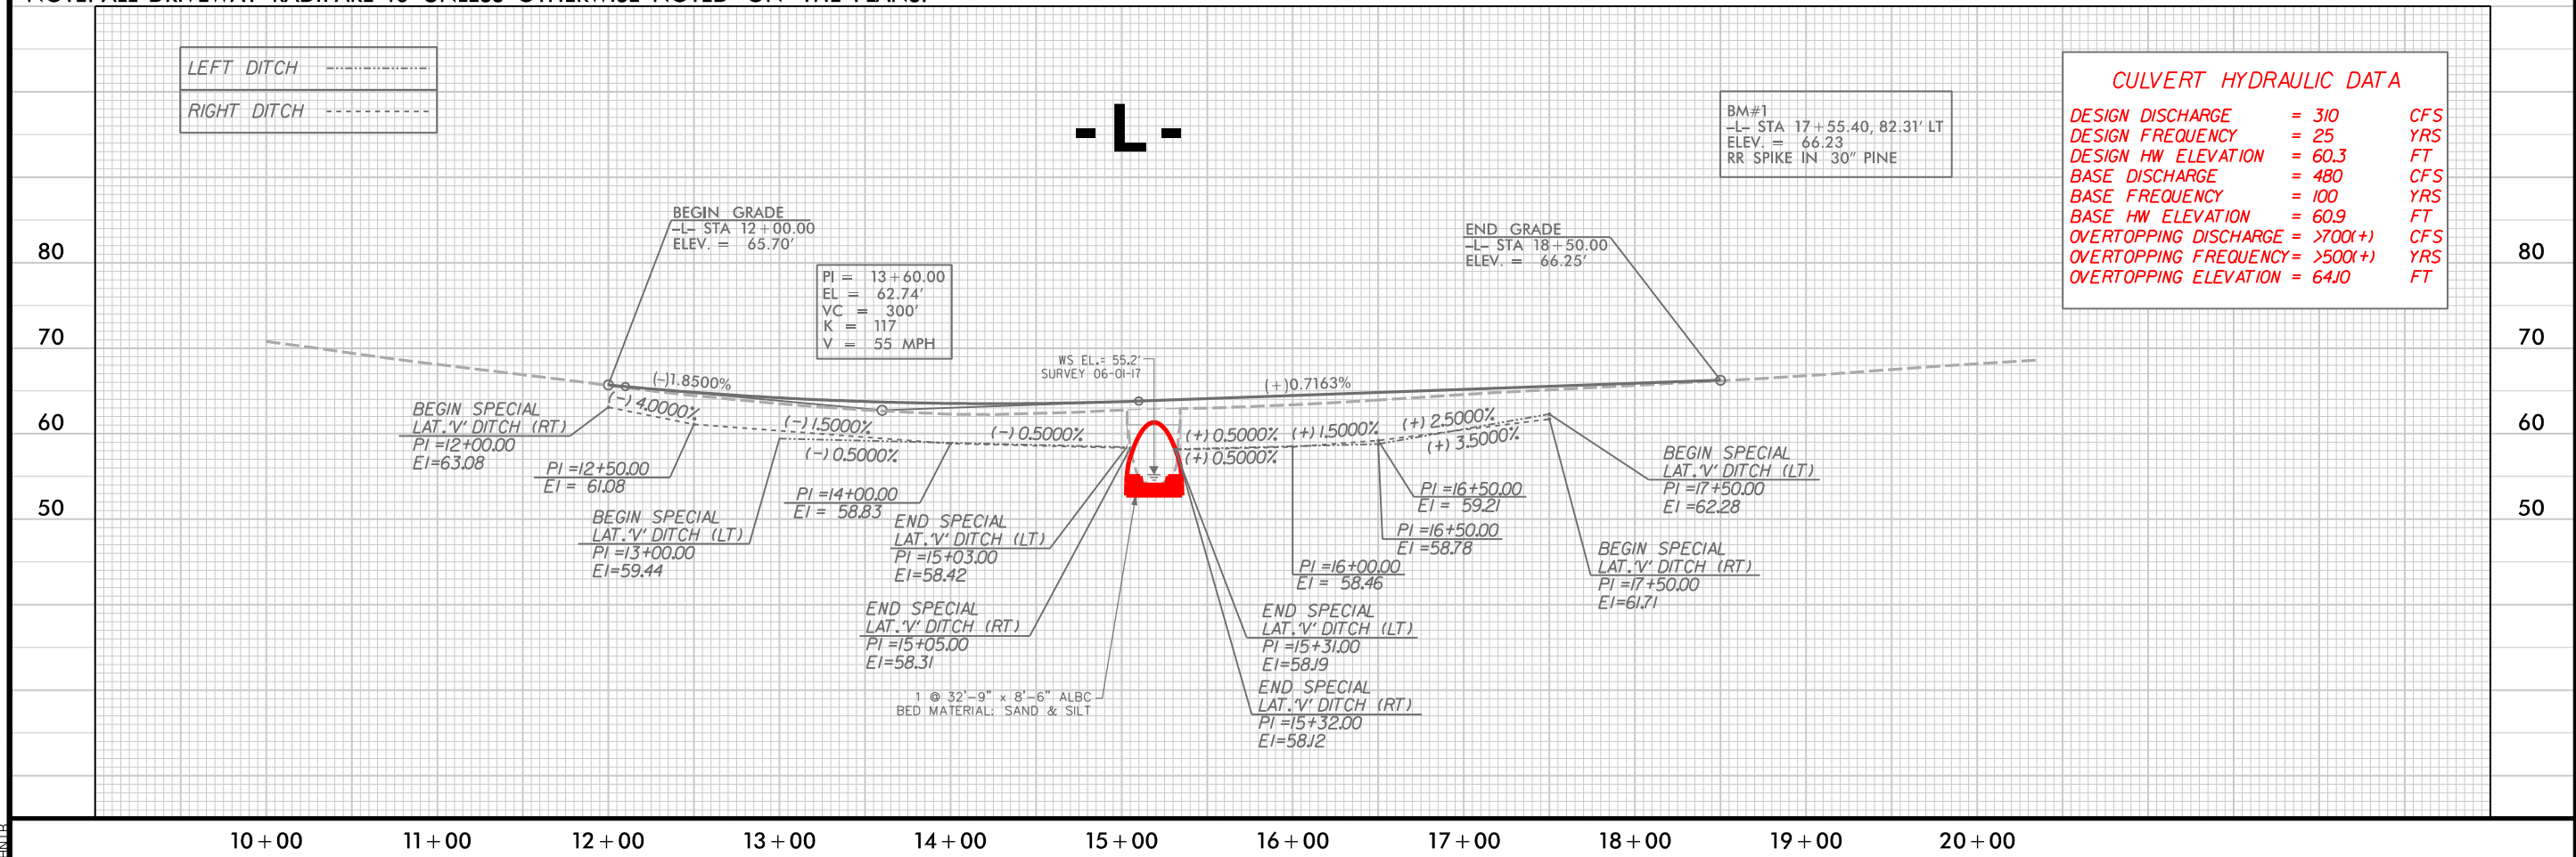 NOTE: ALL DRIVEWAY RADII ARE 10' UNLESS OTHERWISE NOTED ON THE PLANS.
LEFT DITCH
RIGHT DITCH
-L-
BM#1
-L- STA 17+55.40, 82.31' LT
ELEV. = 66.23
RR SPIKE IN 30" PINE
CULVERT HYDRAULIC DATA
DESIGN DISCHARGE = 310 CFS
DESIGN FREQUENCY = 25 YRS
DESIGN HW ELEVATION = 60.3 FT
BASE DISCHARGE = 480 CFS
BASE FREQUENCY = 100 YRS
BASE HW ELEVATION = 60.9 FT
OVERTOPPING DISCHARGE = >700(+) CFS
OVERTOPPING FREQUENCY= >500(+) YRS
OVERTOPPING ELEVATION = 64.10 FT
BEGIN GRADE
-L- STA 12+00.00
ELEV. = 65.70'
END GRADE
-L- STA 18+50.00
ELEV. = 66.25'
PI = 13+60.00
EL = 62.74'
VC = 300'
K = 117
V = 55 MPH
80
80
70
70
60
60
50
50
WS EL.= 55.2'
SURVEY 06-01-17
(-)1.8500%
(+)0.7163%
(-) 4.0000%
(-) 1.5000%
(-) 0.5000%
(-) 0.5000%
(+) 0.5000%
(+) 0.5000%
(+) 1.5000%
(+) 2.5000%
(+) 3.5000%
BEGIN SPECIAL
LAT.'V' DITCH (RT)
PI =12+00.00
El=63.08
PI =12+50.00
El = 61.08
BEGIN SPECIAL
LAT.'V' DITCH (LT)
PI =13+00.00
El=59.44
PI =14+00.00
El = 58.83
END SPECIAL
LAT.'V' DITCH (LT)
PI =15+03.00
El=58.42
END SPECIAL
LAT.'V' DITCH (RT)
PI =15+05.00
El=58.31
1 @ 32'-9" x 8'-6" ALBC
BED MATERIAL: SAND & SILT
END SPECIAL
LAT.'V' DITCH (LT)
PI =15+31.00
El=58.19
END SPECIAL
LAT.'V' DITCH (RT)
PI =15+32.00
El=58.12
PI =16+00.00
El = 58.46
PI =16+50.00
El = 59.21
PI =16+50.00
El =58.78
BEGIN SPECIAL
LAT.'V' DITCH (LT)
PI =17+50.00
El=62.28
BEGIN SPECIAL
LAT.'V' DITCH (RT)
PI =17+50.00
El=61.71
10+00
11+00
12+00
13+00
14+00
15+00
16+00
17+00
18+00
19+00
20+00